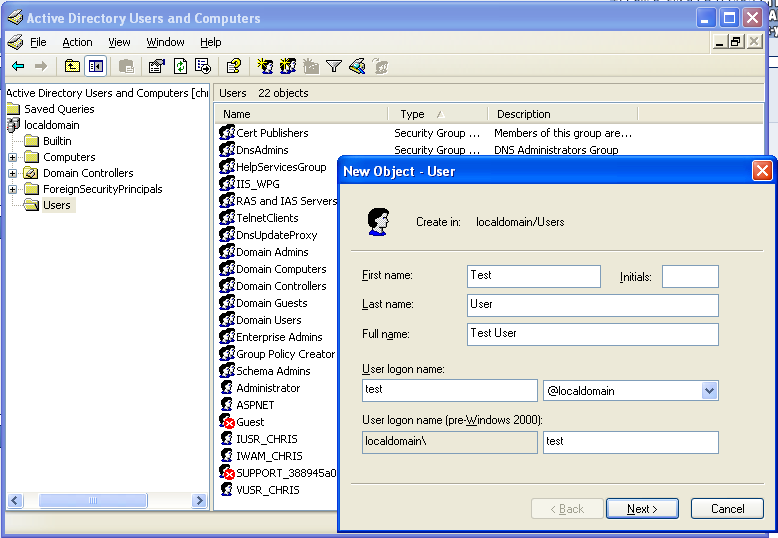 Active Directory Users and Computers
File Action View Window Help
Active Directory Users and Computers [chr
Saved Queries
localdomain
Builtin
Computers
Domain Controllers
ForeignSecurityPrincipals
Users
Users 22 objects
Name Type Description
Cert Publishers Security Group ... Members of this group are...
DnsAdmins Security Group ... DNS Administrators Group
HelpServicesGroup
IIS_WPG
RAS and IAS Servers
TelnetClients
DnsUpdateProxy
Domain Admins
Domain Computers
Domain Controllers
Domain Guests
Domain Users
Enterprise Admins
Group Policy Creator
Schema Admins
Administrator
ASPNET
Guest
IUSR_CHRIS
IWAM_CHRIS
SUPPORT_388945a0
VUSR_CHRIS
New Object - User
Create in: localdomain/Users
First name: Test Initials:
Last name: User
Full name: Test User
User logon name:
test @localdomain
User logon name (pre-Windows 2000):
localdomain\ test
< Back Next > Cancel